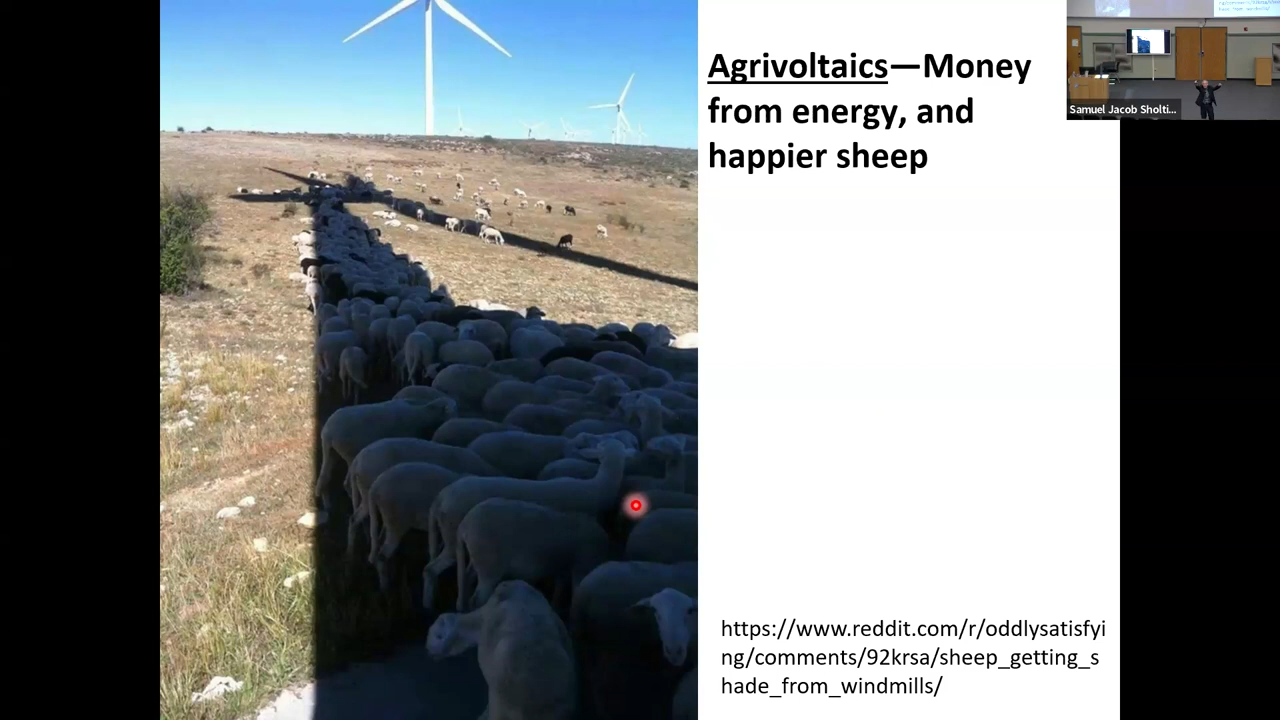 Agrivoltaics—Money
from energy, and
happier sheep
Samuel Jacob Sholti...
https://www.reddit.com/r/oddlysatisfyi
ng/comments/92krsa/sheep_getting_s
hade_from_windmills/